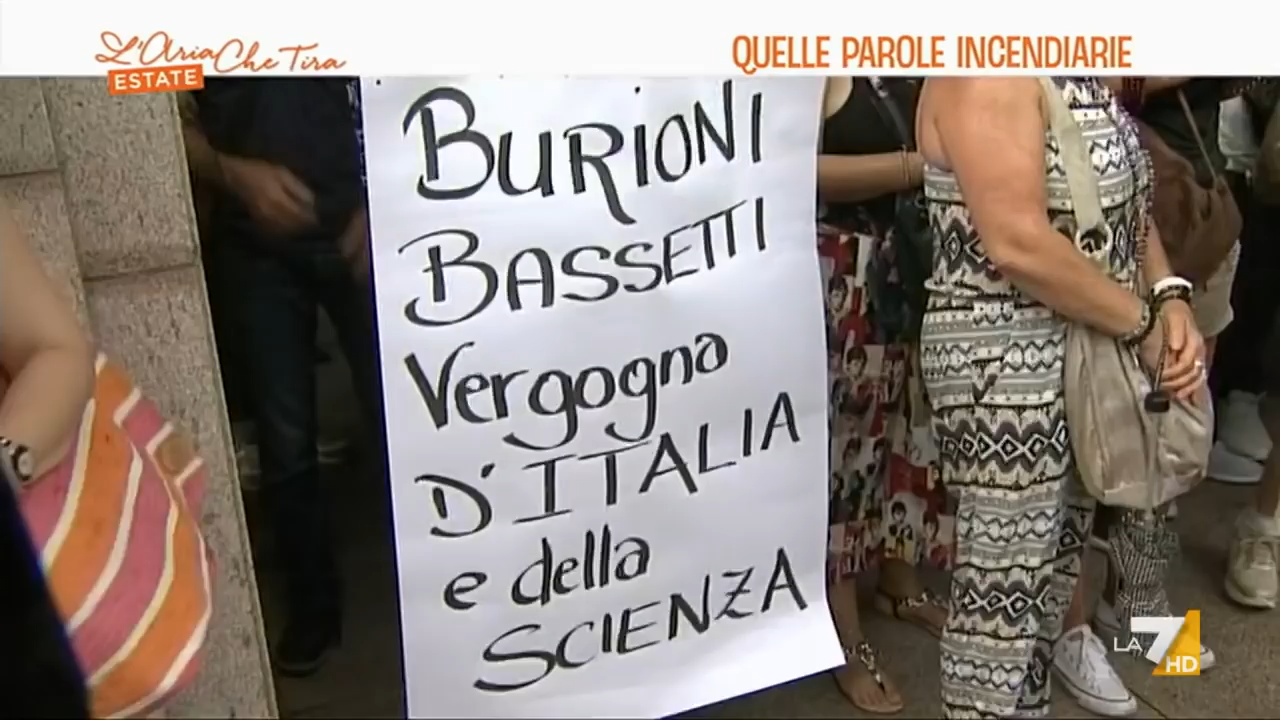 L'Aria Che Tira
ESTATE
QUELLE PAROLE INCENDIARIE
BURIONI
BASSETTI
Vergogna
D'ITALIA
e della
SCIENZA
LA7
HD